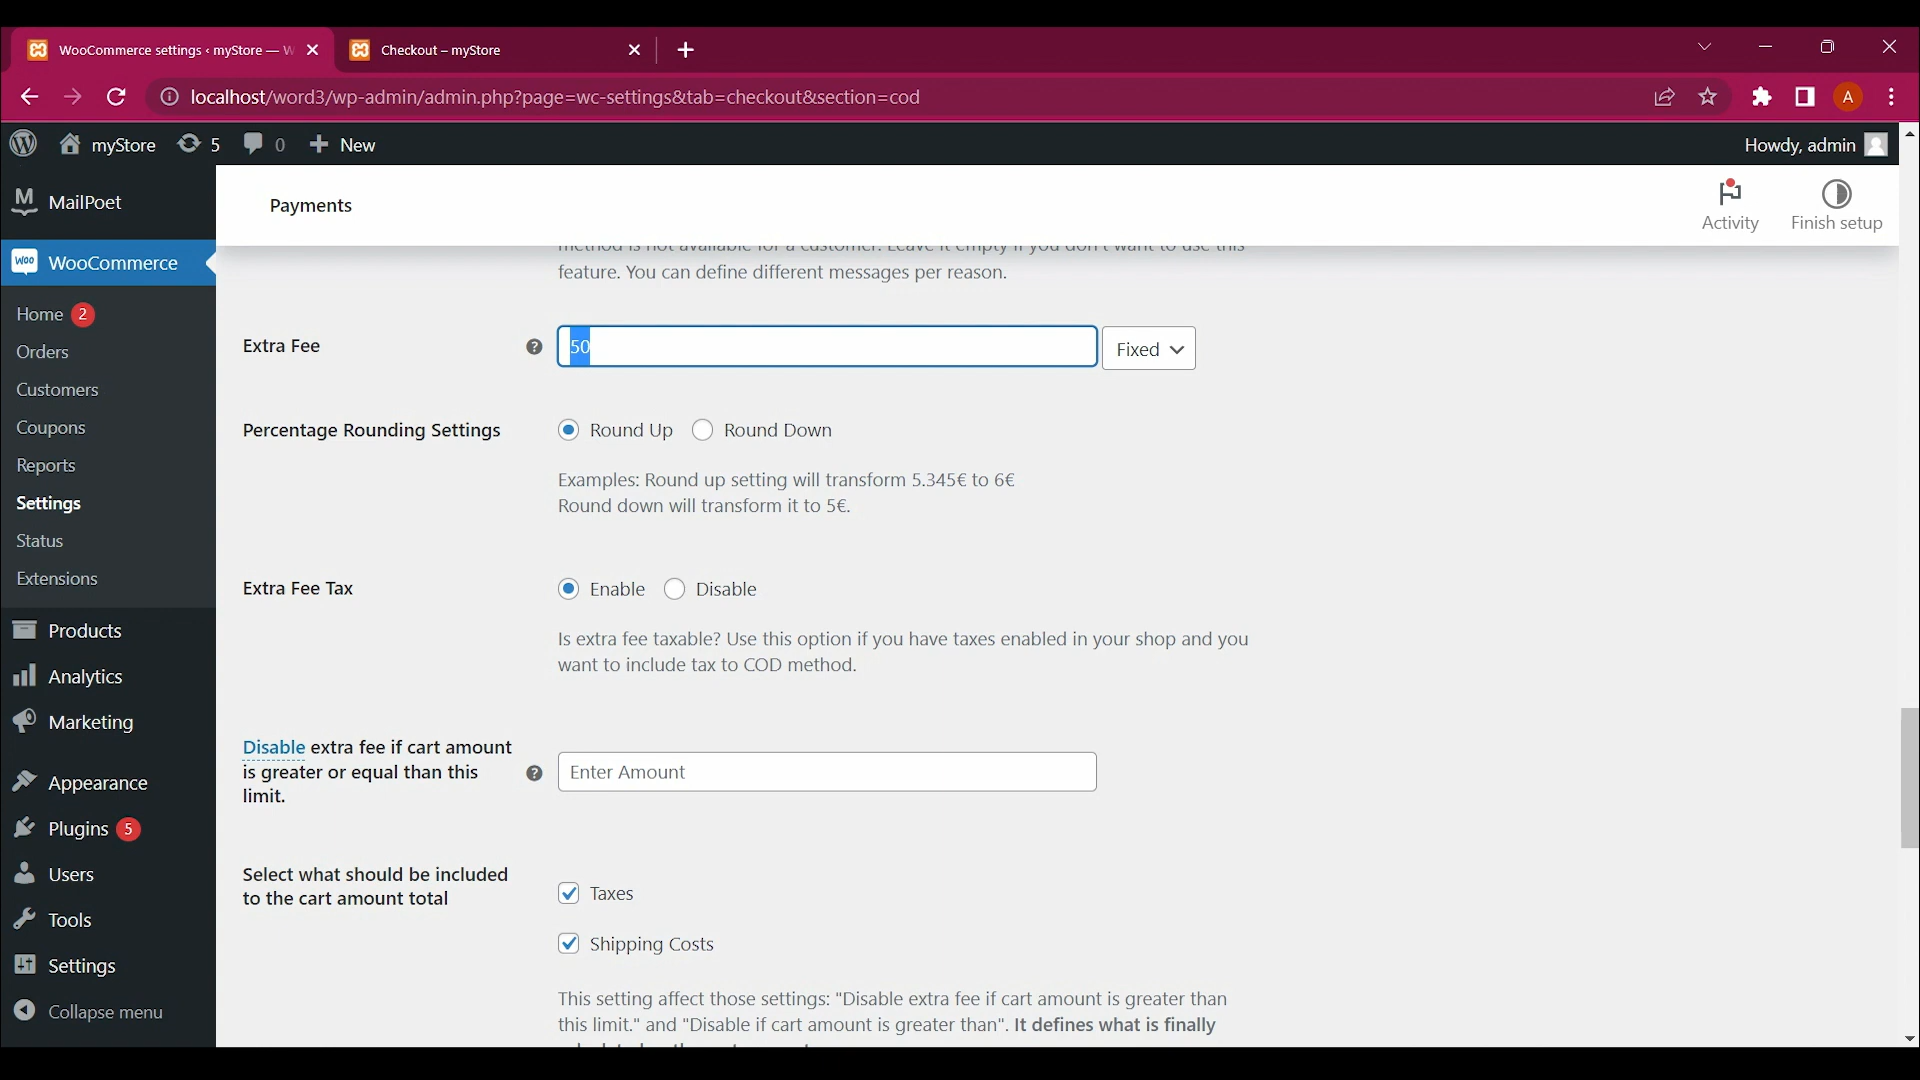 WooCommerce settings ‹ myStore — W
Checkout – myStore
localhost/word3/wp-admin/admin.php?page=wc-settings&tab=checkout&section=cod
A
myStore 5 0 New
Howdy, admin
MailPoet
Payments
Activity
Finish setup
WooCommerce
Home 2
Orders
Customers
Coupons
Reports
Settings
Status
Extensions
Products
Analytics
Marketing
Appearance
Plugins 5
Users
Tools
Settings
Collapse menu
method is not available for a customer. Leave it empty if you don't want to use this
feature. You can define different messages per reason.
Extra Fee
50
Fixed
Percentage Rounding Settings
Round Up Round Down
Examples: Round up setting will transform 5.345€ to 6€
Round down will transform it to 5€.
Extra Fee Tax
Enable Disable
Is extra fee taxable? Use this option if you have taxes enabled in your shop and you
want to include tax to COD method.
Disable extra fee if cart amount
is greater or equal than this
limit.
Enter Amount
Select what should be included
to the cart amount total
Taxes
Shipping Costs
This setting affect those settings: "Disable extra fee if cart amount is greater than
this limit." and "Disable if cart amount is greater than". It defines what is finally